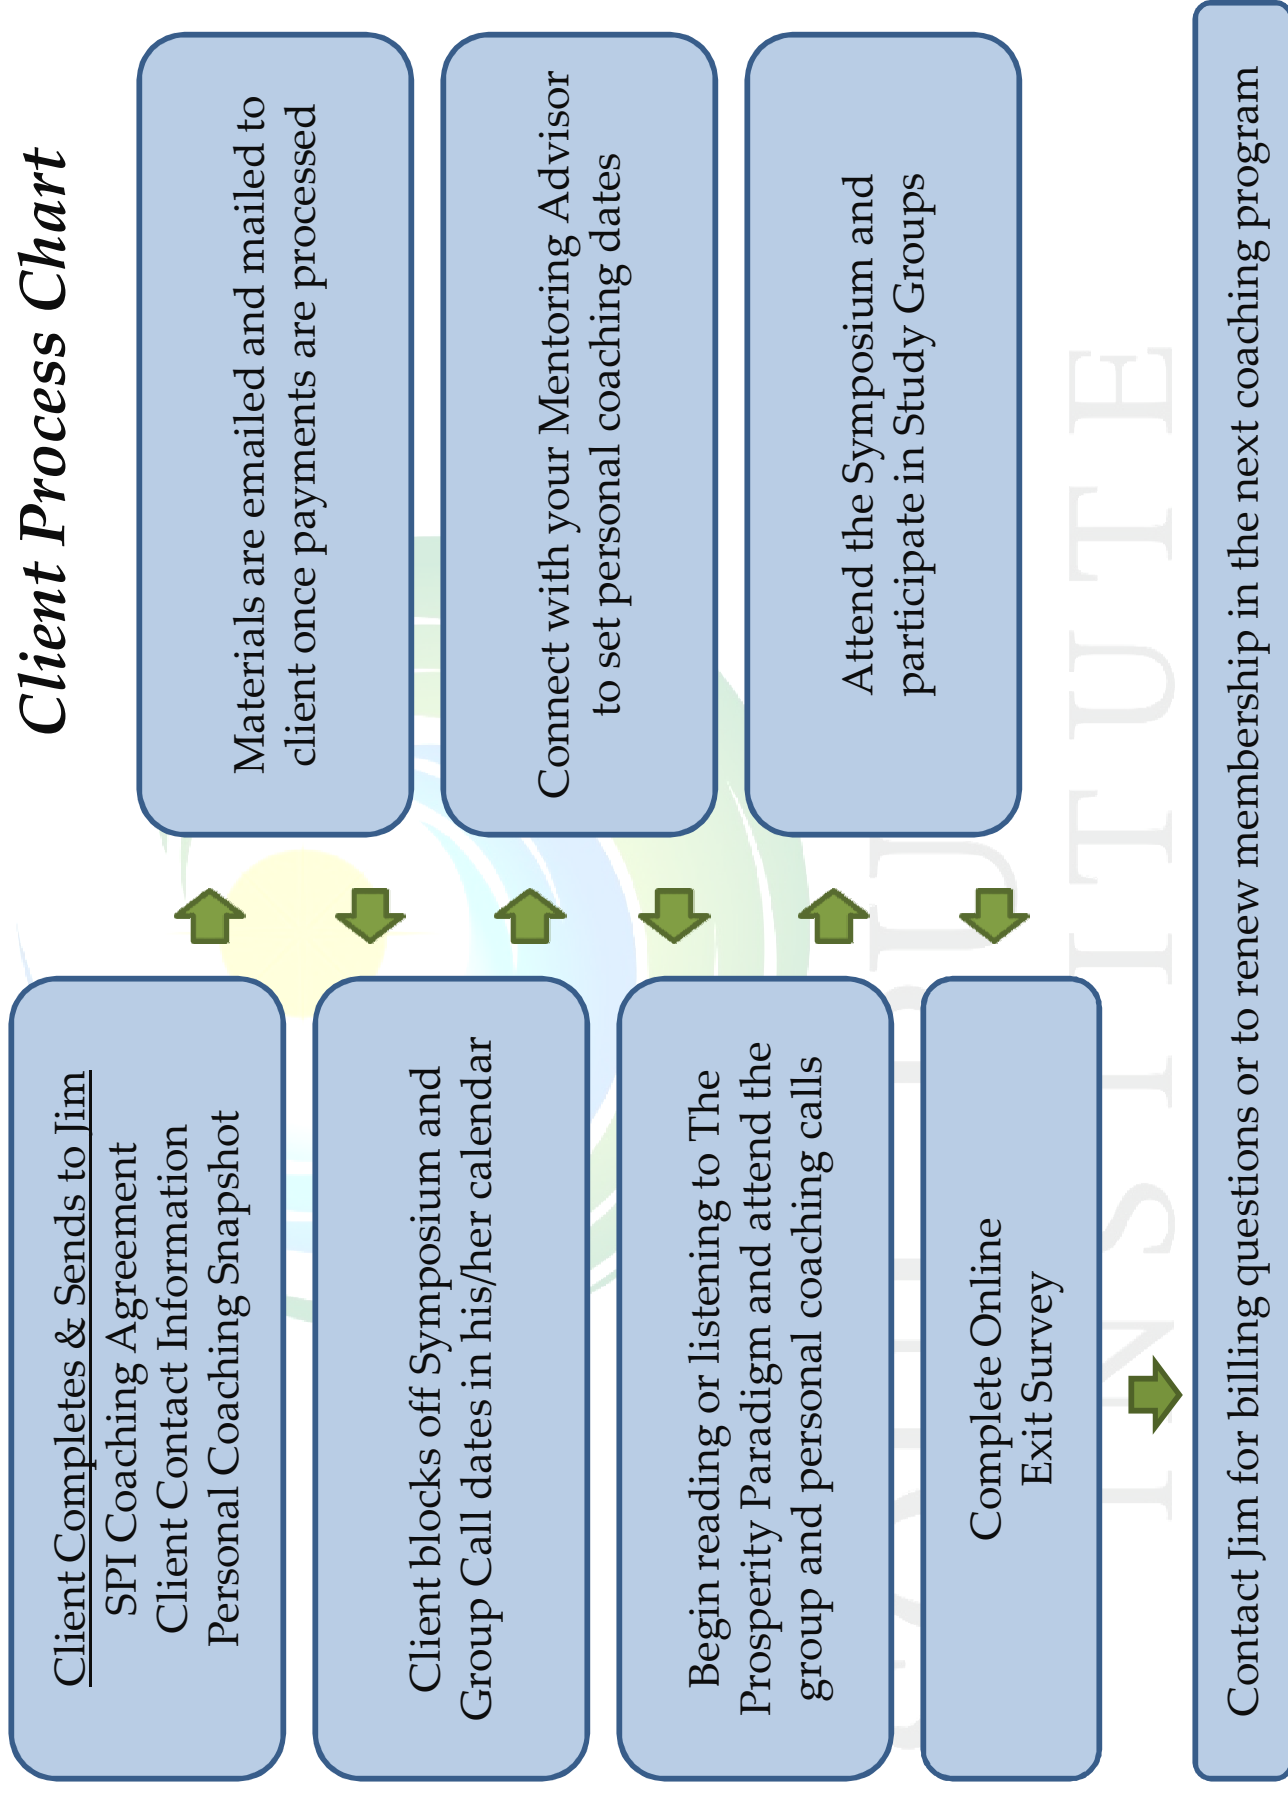 Client Process Chart
Client Completes & Sends to Jim
SPI Coaching Agreement
Client Contact Information
Personal Coaching Snapshot
Materials are emailed and mailed to
client once payments are processed
Client blocks off Symposium and
Group Call dates in his/her calendar
Connect with your Mentoring Advisor
to set personal coaching dates
Begin reading or listening to The
Prosperity Paradigm and attend the
group and personal coaching calls
Attend the Symposium and
participate in Study Groups
Complete Online
Exit Survey
Contact Jim for billing questions or to renew membership in the next coaching program
INSTITUTE